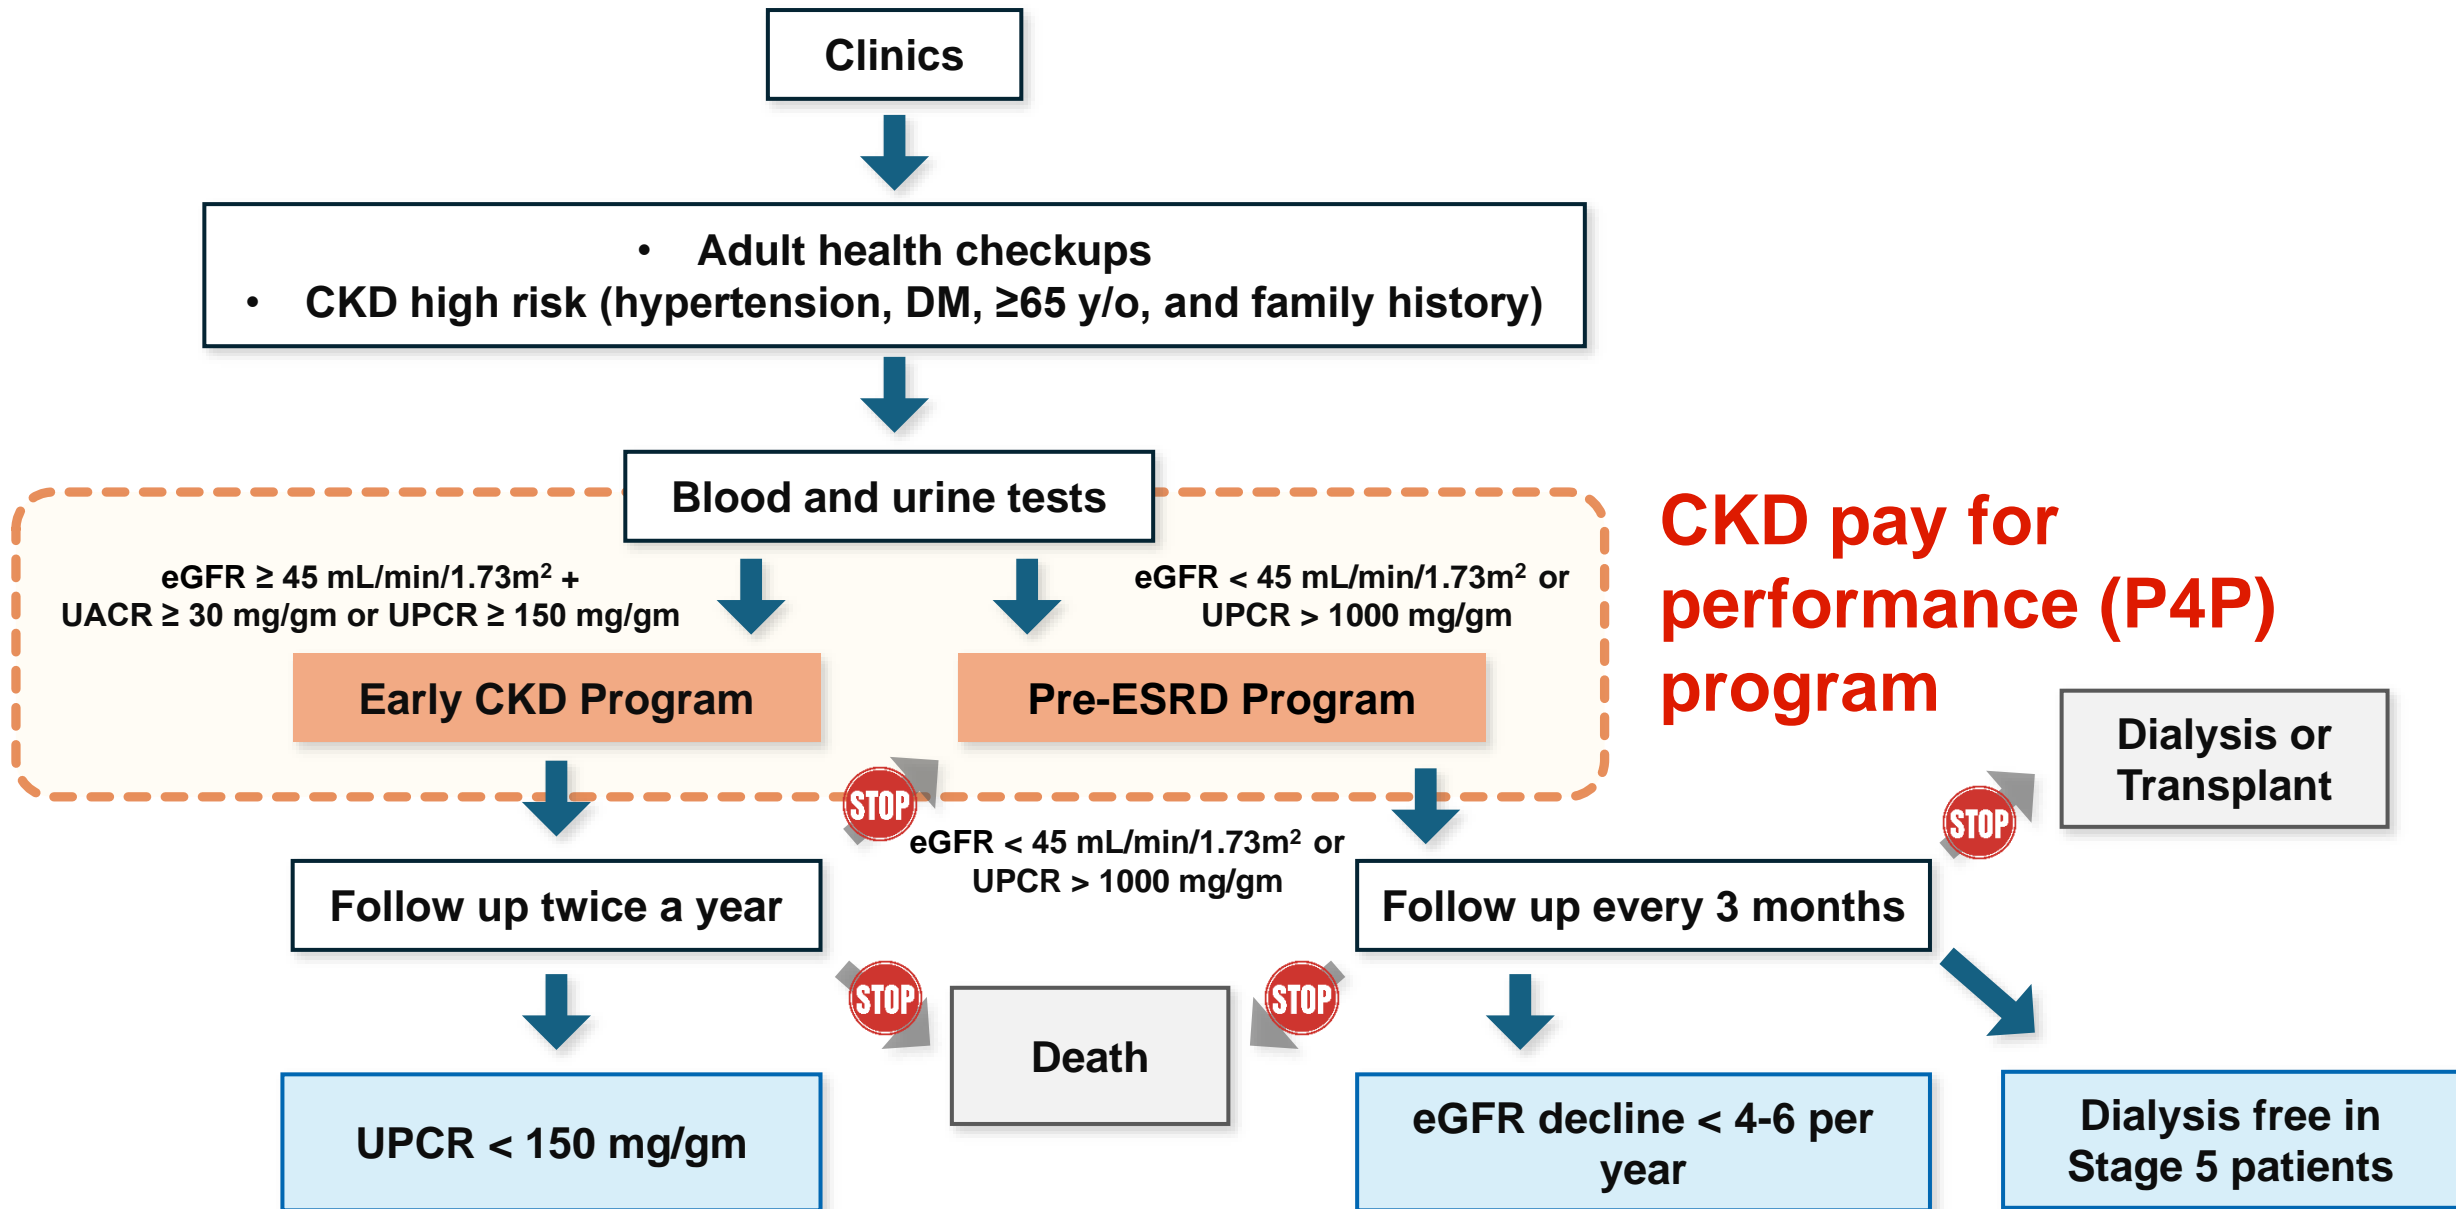 Clinics
• Adult health checkups
• CKD high risk (hypertension, DM, ≥65 y/o, and family history)
Blood and urine tests
eGFR ≥ 45 mL/min/1.73m² +
UACR ≥ 30 mg/gm or UPCR ≥ 150 mg/gm
eGFR < 45 mL/min/1.73m² or
UPCR > 1000 mg/gm
CKD pay for
performance (P4P)
program
Early CKD Program
Pre-ESRD Program
Dialysis or
Transplant
STOP
STOP
eGFR < 45 mL/min/1.73m² or
UPCR > 1000 mg/gm
Follow up twice a year
Follow up every 3 months
STOP
STOP
Death
UPCR < 150 mg/gm
eGFR decline < 4-6 per
year
Dialysis free in
Stage 5 patients